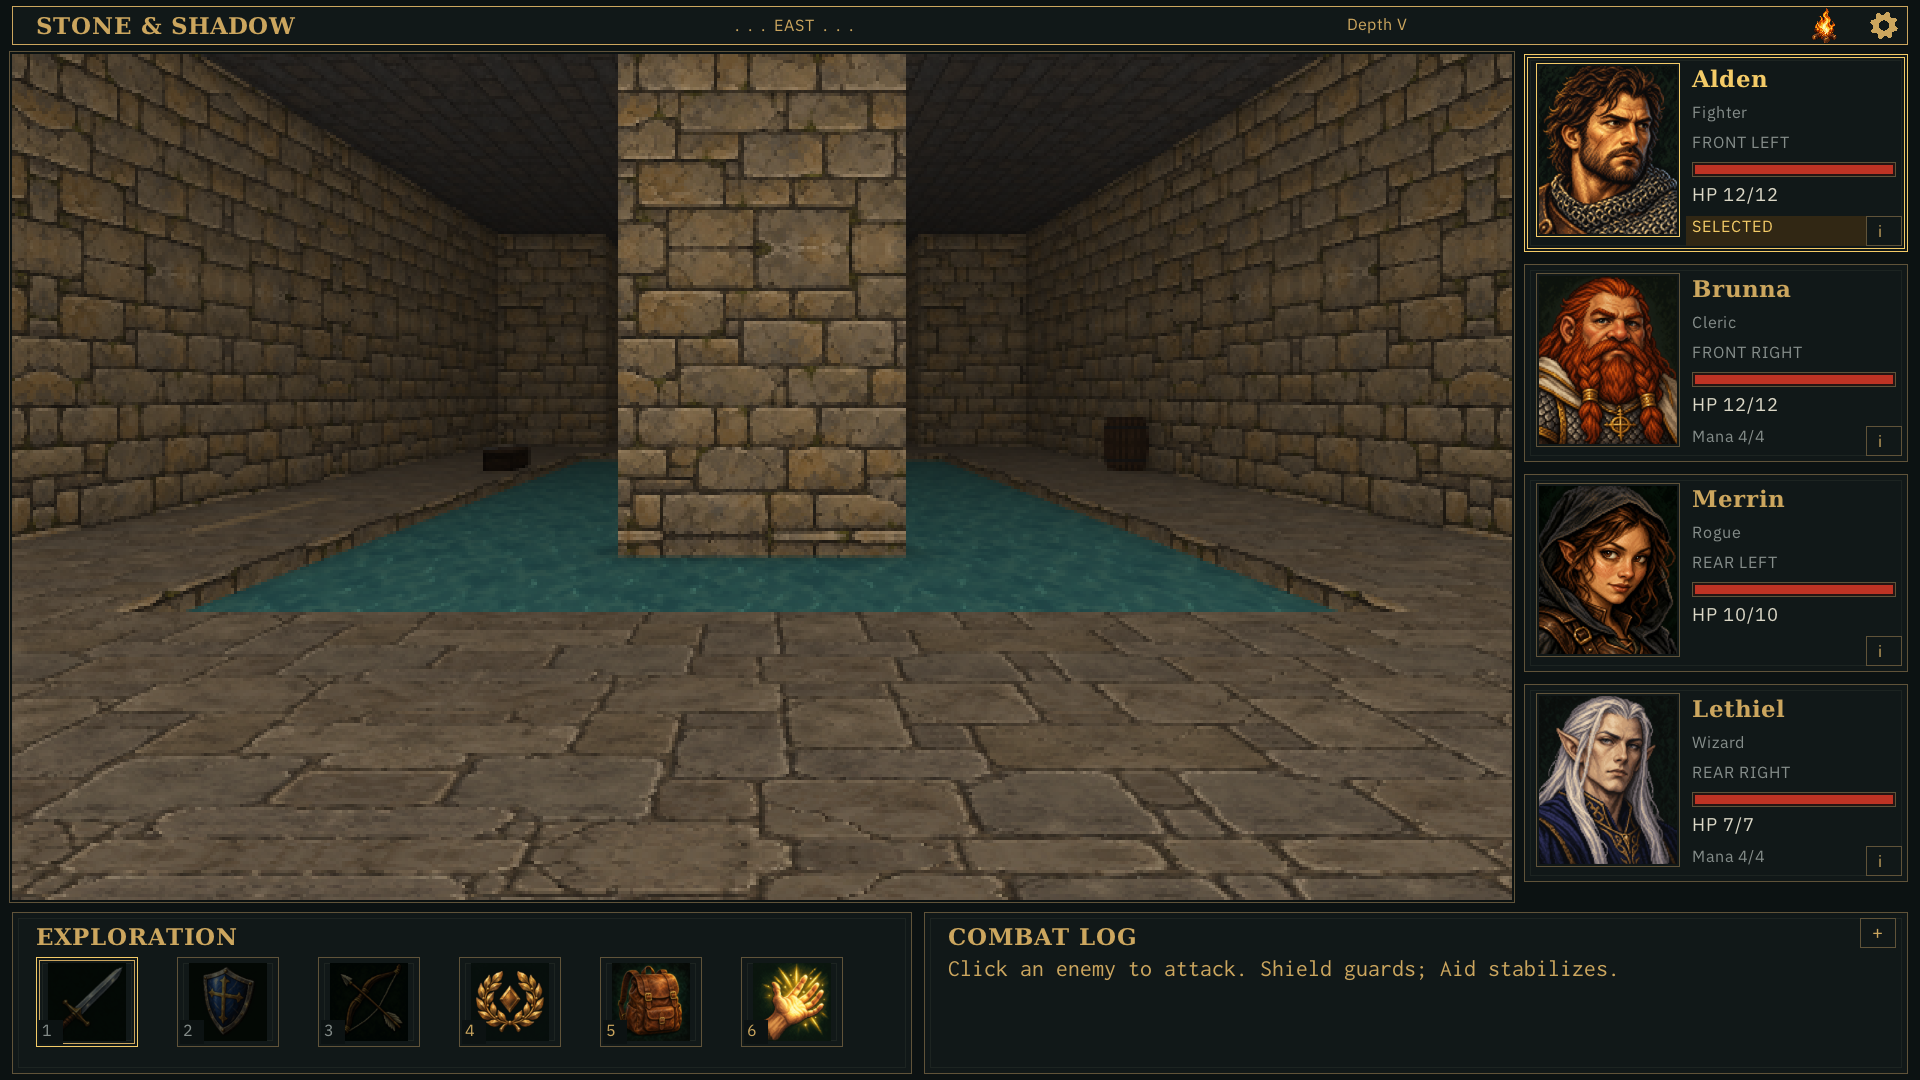 STONE & SHADOW
. . . EAST . . .
Depth V
Alden
Fighter
FRONT LEFT
HP 12/12
SELECTED
i
Brunna
Cleric
FRONT RIGHT
HP 12/12
Mana 4/4
i
Merrin
Rogue
REAR LEFT
HP 10/10
i
Lethiel
Wizard
REAR RIGHT
HP 7/7
Mana 4/4
i
EXPLORATION
1
2
3
4
5
6
COMBAT LOG
+
Click an enemy to attack. Shield guards; Aid stabilizes.